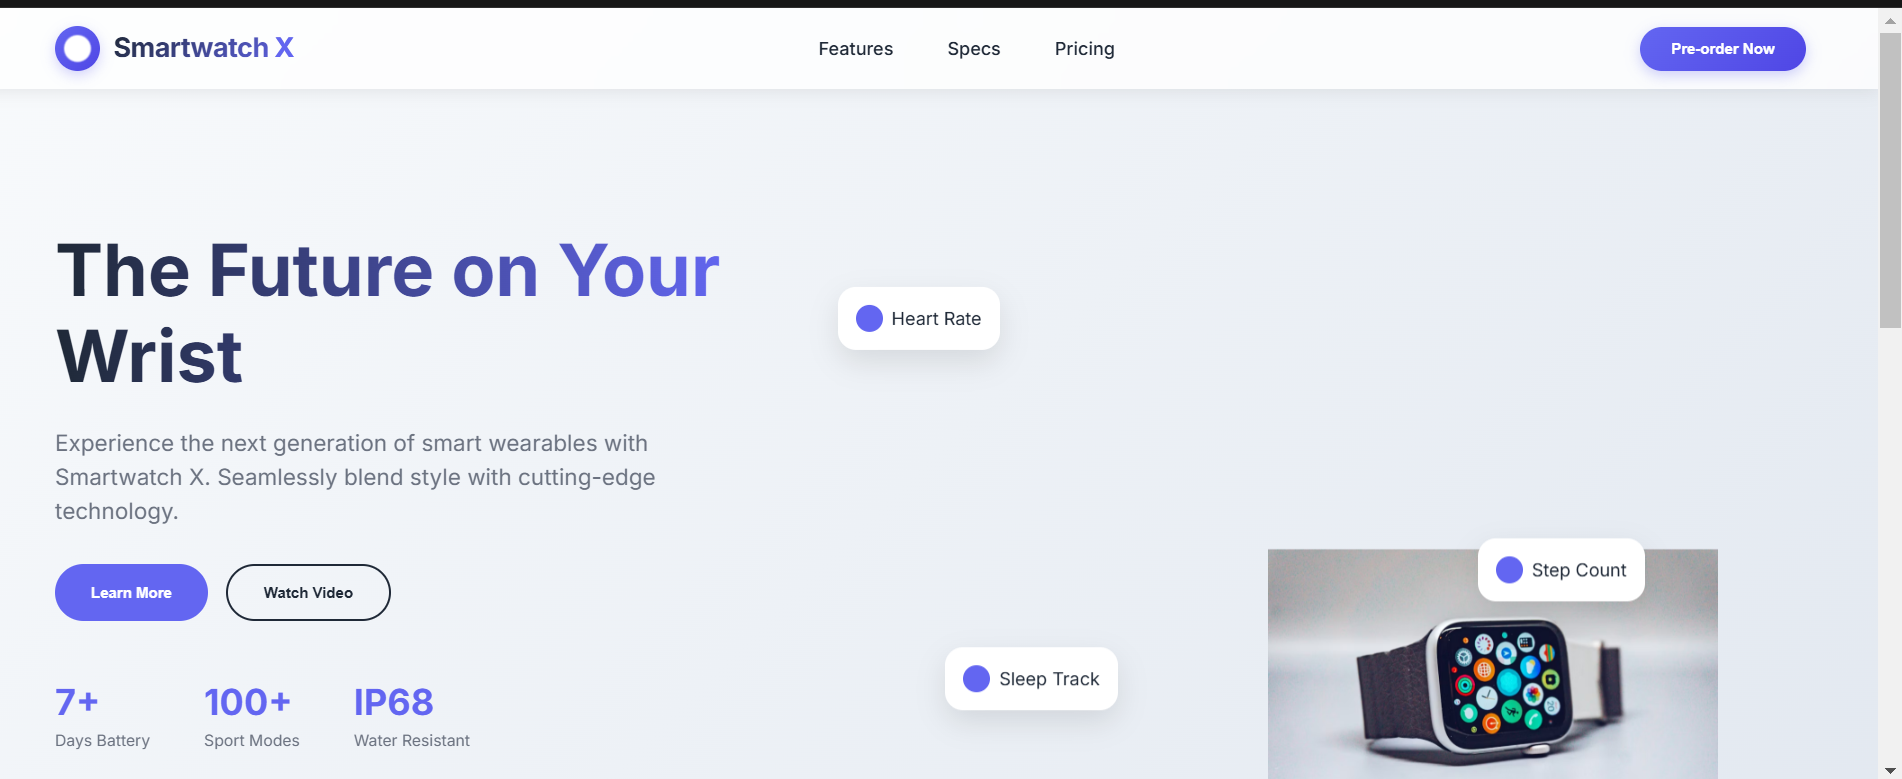 Smartwatch X
Features
Specs
Pricing
Pre-order Now
The Future on Your
Wrist
Experience the next generation of smart wearables with
Smartwatch X. Seamlessly blend style with cutting-edge
technology.
Learn More
Watch Video
7+
Days Battery
100+
Sport Modes
IP68
Water Resistant
Heart Rate
Sleep Track
Step Count